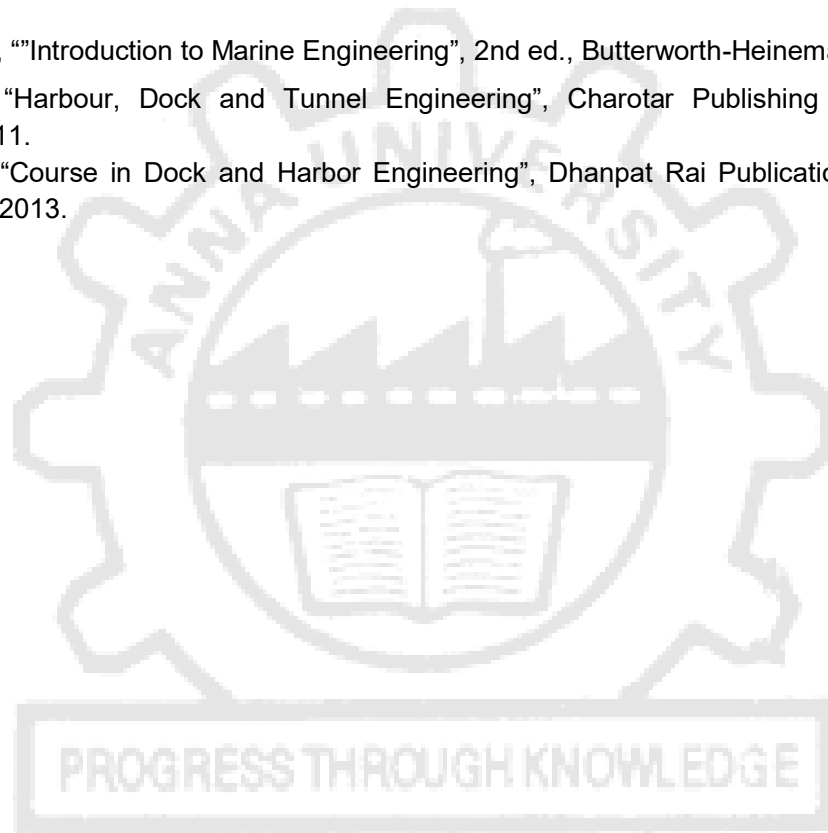 , “”Introduction to Marine Engineering”, 2nd ed., Butterworth-Heinema
“Harbour, Dock and Tunnel Engineering”, Charotar Publishing
11.
“Course in Dock and Harbor Engineering”, Dhanpat Rai Publicatio
2013.
ANNA UNIVERSITY
PROGRESS THROUGH KNOWLEDGE